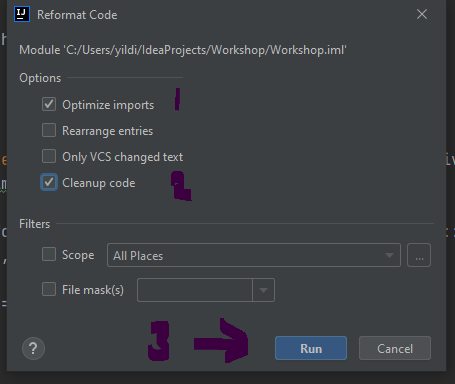 Reformat Code
Module 'C:/Users/yildi/IdeaProjects/Workshop/Workshop.iml'
Options
Optimize imports 1
Rearrange entries
Only VCS changed text
Cleanup code 2
Filters
Scope All Places ...
File mask(s)
3 →
? Run Cancel